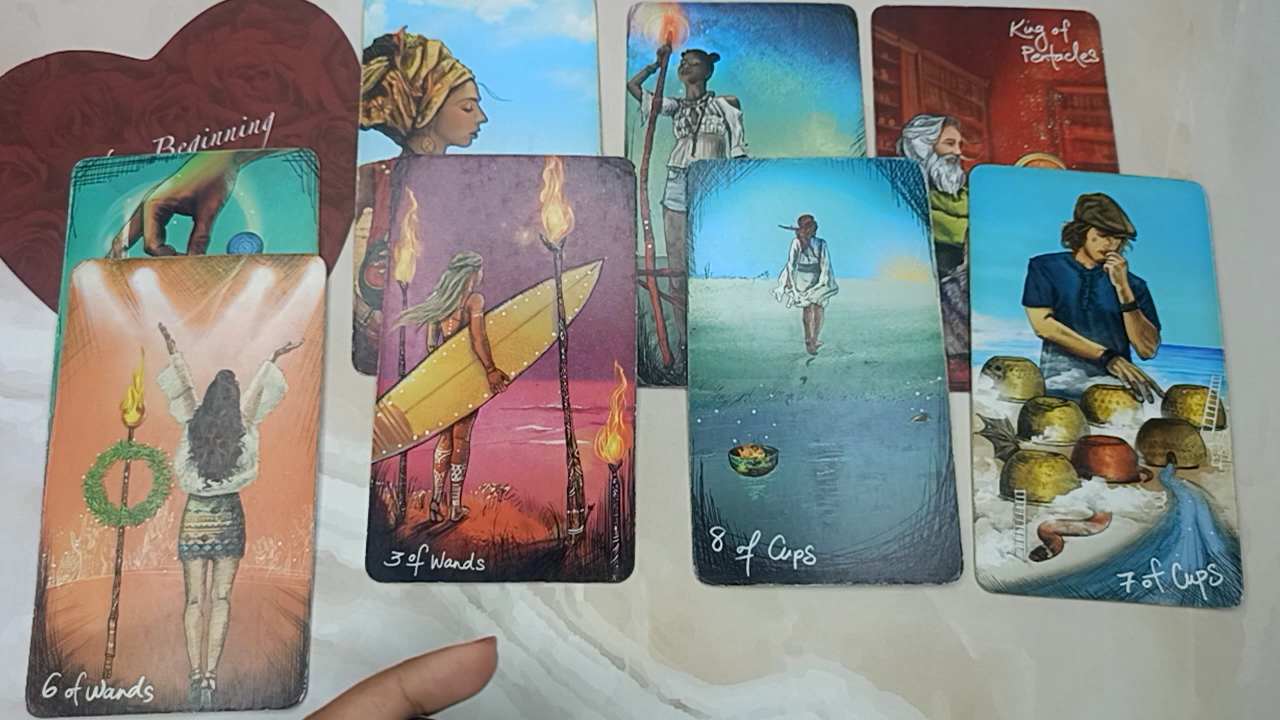 Beginning
King of
Pentacles
3 of Wands
8 of Cups
7 of Cups
6 of Wands